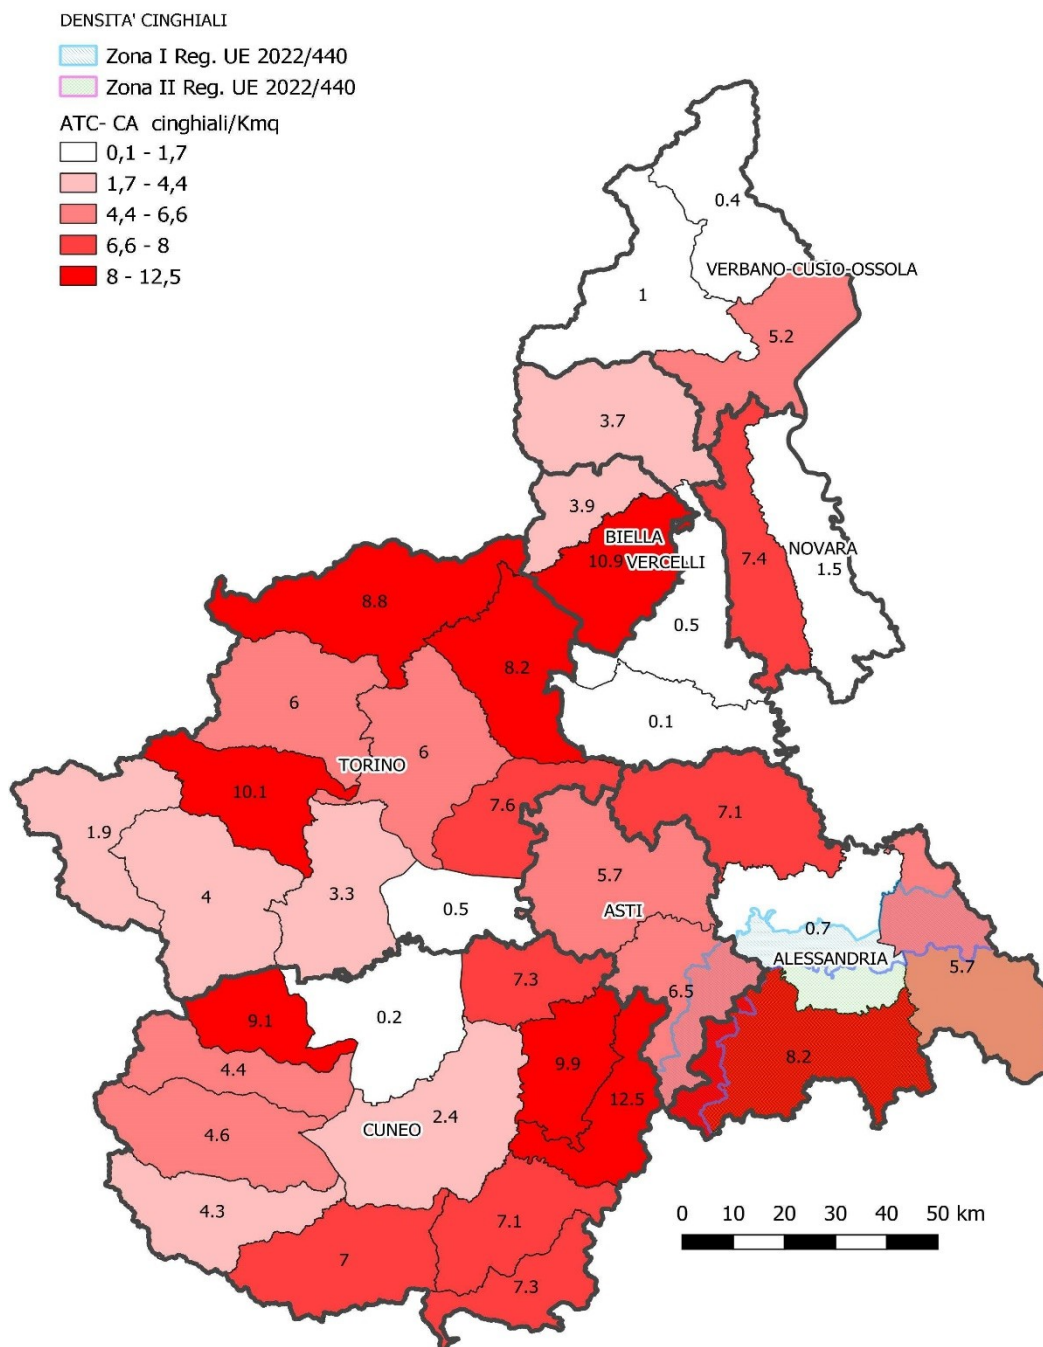 DENSITA' CINGHIALI
Zona I Reg. UE 2022/440
Zona II Reg. UE 2022/440
ATC- CA cinghiali/Kmq
0,1 - 1,7
1,7 - 4,4
4,4 - 6,6
6,6 - 8
8 - 12,5
0.4
VERBANO-CUSIO-OSSOLA
1
5.2
3.7
3.9
BIELLA
10.9
VERCELLI
7.4
NOVARA
1.5
8.8
0.5
8.2
6
0.1
6
TORINO
10.1
7.6
7.1
1.9
5.7
4
3.3
0.5
ASTI
0.7
ALESSANDRIA
5.7
7.3
6.5
9.1
0.2
8.2
4.4
9.9
12.5
2.4
CUNEO
4.6
4.3
7.1
7
7.3
0 10 20 30 40 50 km